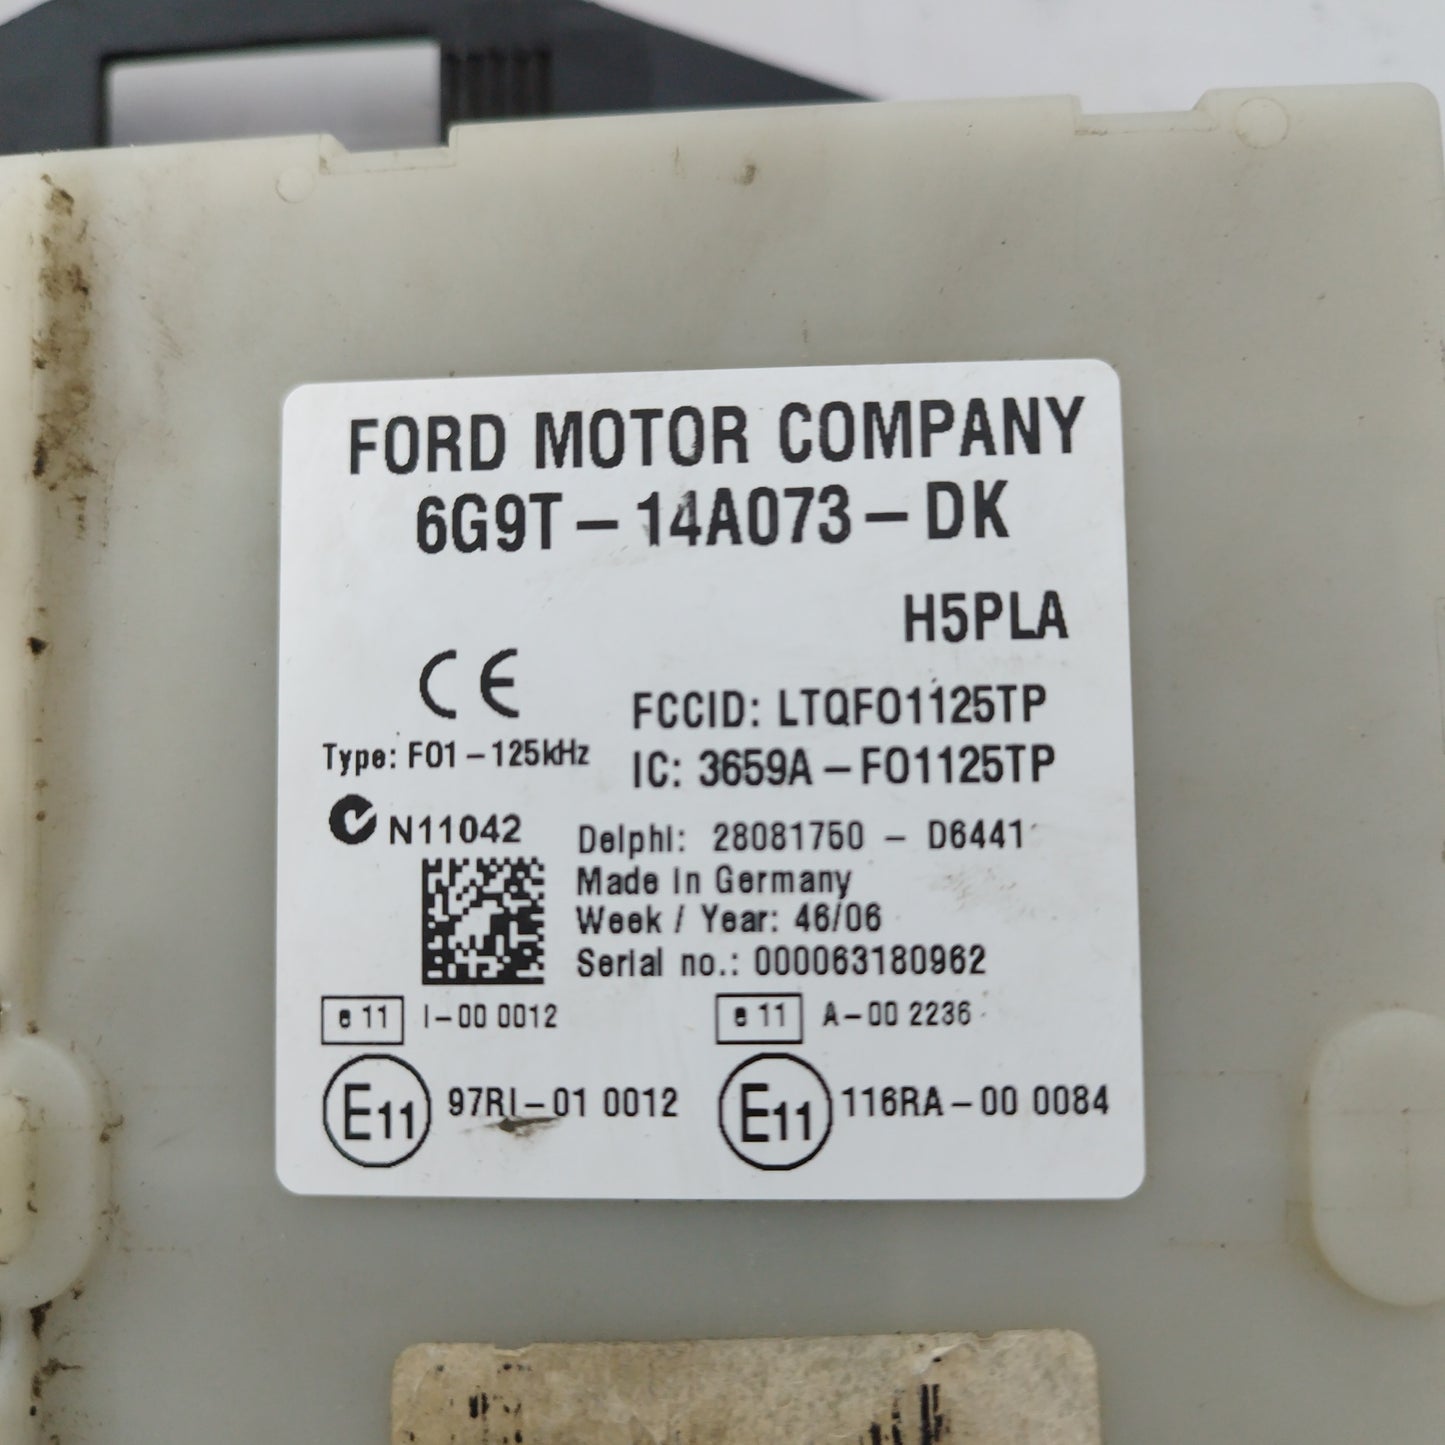 FORD MOTOR COMPANY
6G9T-14A073-DK
H5PLA
CE
FCCID: LTQFO1125TP
Type: FO1-125kHz
IC: 3659A-FO1125TP
N11042
Delphi: 28081750 - D6441
Made in Germany
Week / Year: 46/06
Serial no.: 000063180962
e 11 I-00 0012
e 11 A-00 2236
E11 97RI-01 0012
E11 116RA-00 0084